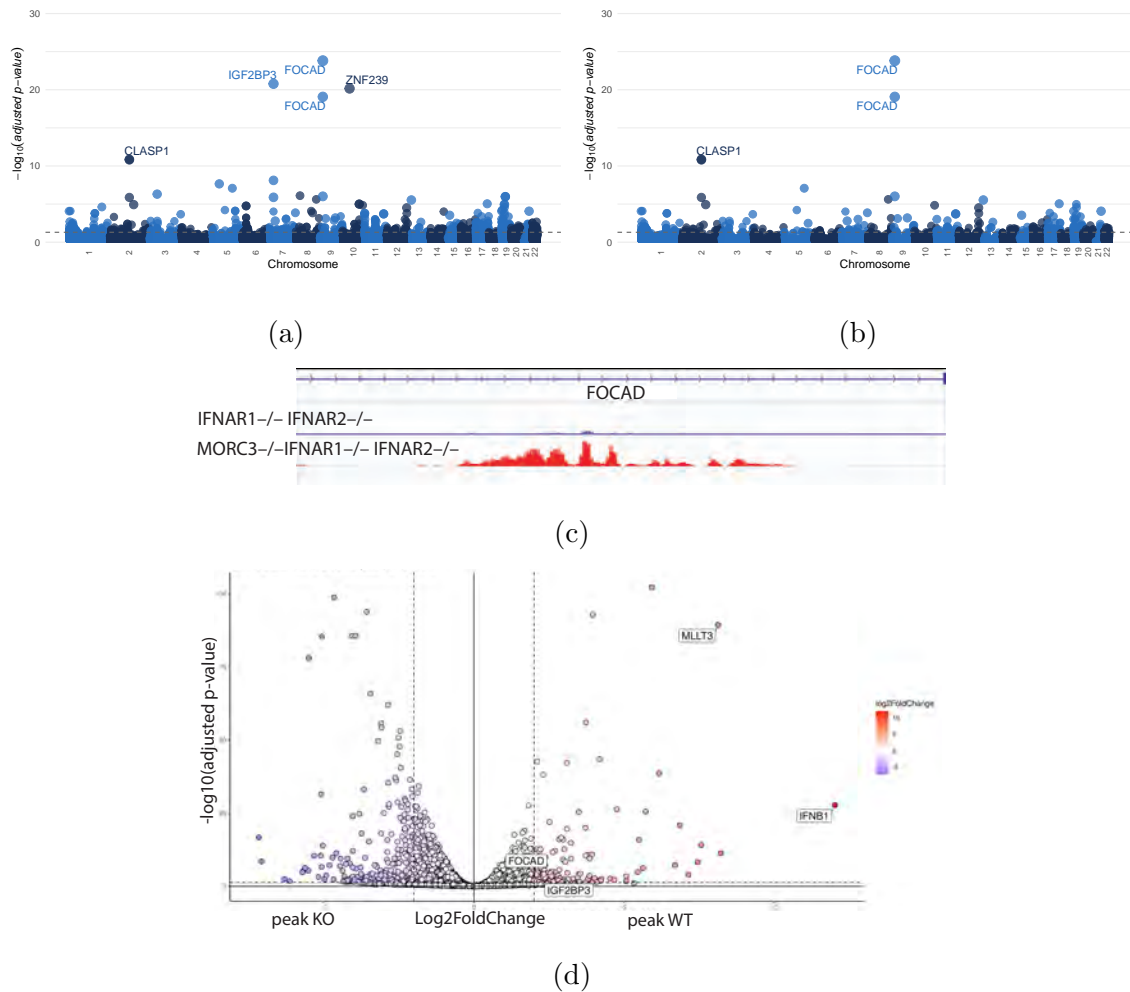 30
20
10
0
−log₁₀(adjusted p−value)
FOCAD
IGF2BP3
ZNF239
FOCAD
CLASP1
1 2 3 4 5 6 7 8 9 10 11 12 13 14 15 16 17 18 19 20 21 22
Chromosome
(a)
30
20
10
0
−log₁₀(adjusted p−value)
FOCAD
FOCAD
CLASP1
1 2 3 4 5 6 7 8 9 10 11 12 13 14 15 16 17 18 19 20 21 22
Chromosome
(b)
FOCAD
IFNAR1−/− IFNAR2−/−
MORC3−/−IFNAR1−/− IFNAR2−/−
(c)
-log10(adjusted p-value)
MLLT3
log2FoldChange
IFNB1
FOCAD
IGF2BP3
peak KO
Log2FoldChange
peak WT
(d)